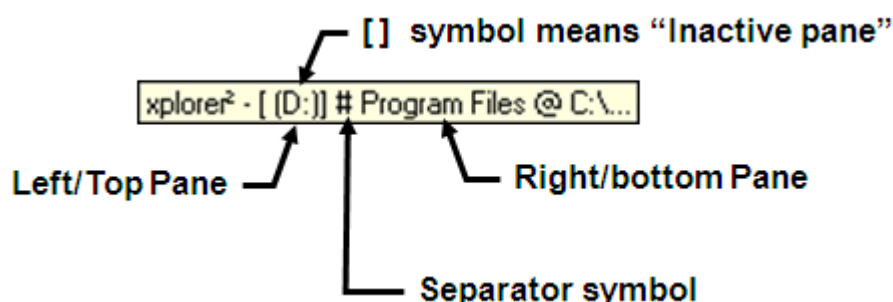 [] symbol means “Inactive pane”
xplorer² - [ (D:)] # Program Files @ C:\...
Left/Top Pane
Right/bottom Pane
Separator symbol